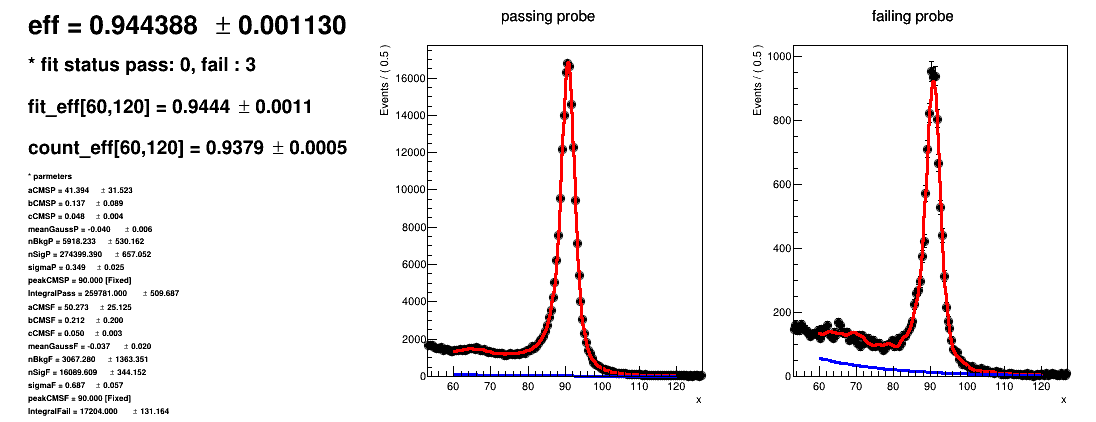 eff = 0.944388 ± 0.001130
* fit status pass: 0, fail : 3
fit_eff[60,120] = 0.9444 ± 0.0011
count_eff[60,120] = 0.9379 ± 0.0005
* parmeters
aCMSP = 41.394 ± 31.523
bCMSP = 0.137 ± 0.089
cCMSP = 0.048 ± 0.004
meanGaussP = -0.040 ± 0.006
nBkgP = 5918.233 ± 530.162
nSigP = 274399.390 ± 657.052
sigmaP = 0.349 ± 0.025
peakCMSP = 90.000 [Fixed]
IntegralPass = 259781.000 ± 509.687
aCMSF = 50.273 ± 25.125
bCMSF = 0.212 ± 0.200
cCMSF = 0.050 ± 0.003
meanGaussF = -0.037 ± 0.020
nBkgF = 3067.280 ± 1363.351
nSigF = 16089.609 ± 344.152
sigmaF = 0.687 ± 0.057
peakCMSF = 90.000 [Fixed]
IntegralFail = 17204.000 ± 131.164
passing probe
Events / ( 0.5 )
16000
14000
12000
10000
8000
6000
4000
2000
0
60 70 80 90 100 110 120
x
failing probe
Events / ( 0.5 )
1000
800
600
400
200
0
60 70 80 90 100 110 120
x